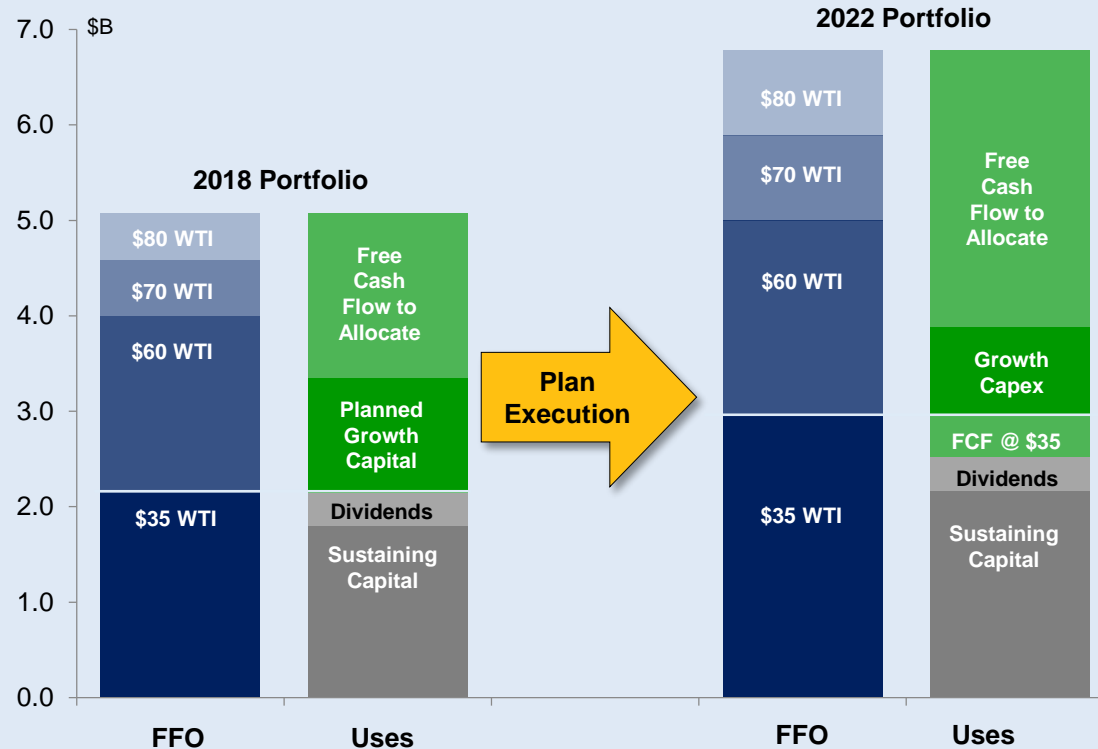 $B
7.0
6.0
5.0
4.0
3.0
2.0
1.0
0.0
2018 Portfolio
$80 WTI
$70 WTI
$60 WTI
$35 WTI
Free
Cash
Flow to
Allocate
Planned
Growth
Capital
Dividends
Sustaining
Capital
Plan
Execution
2022 Portfolio
$80 WTI
$70 WTI
$60 WTI
$35 WTI
Free
Cash
Flow to
Allocate
Growth
Capex
FCF @ $35
Dividends
Sustaining
Capital
FFO
Uses
FFO
Uses